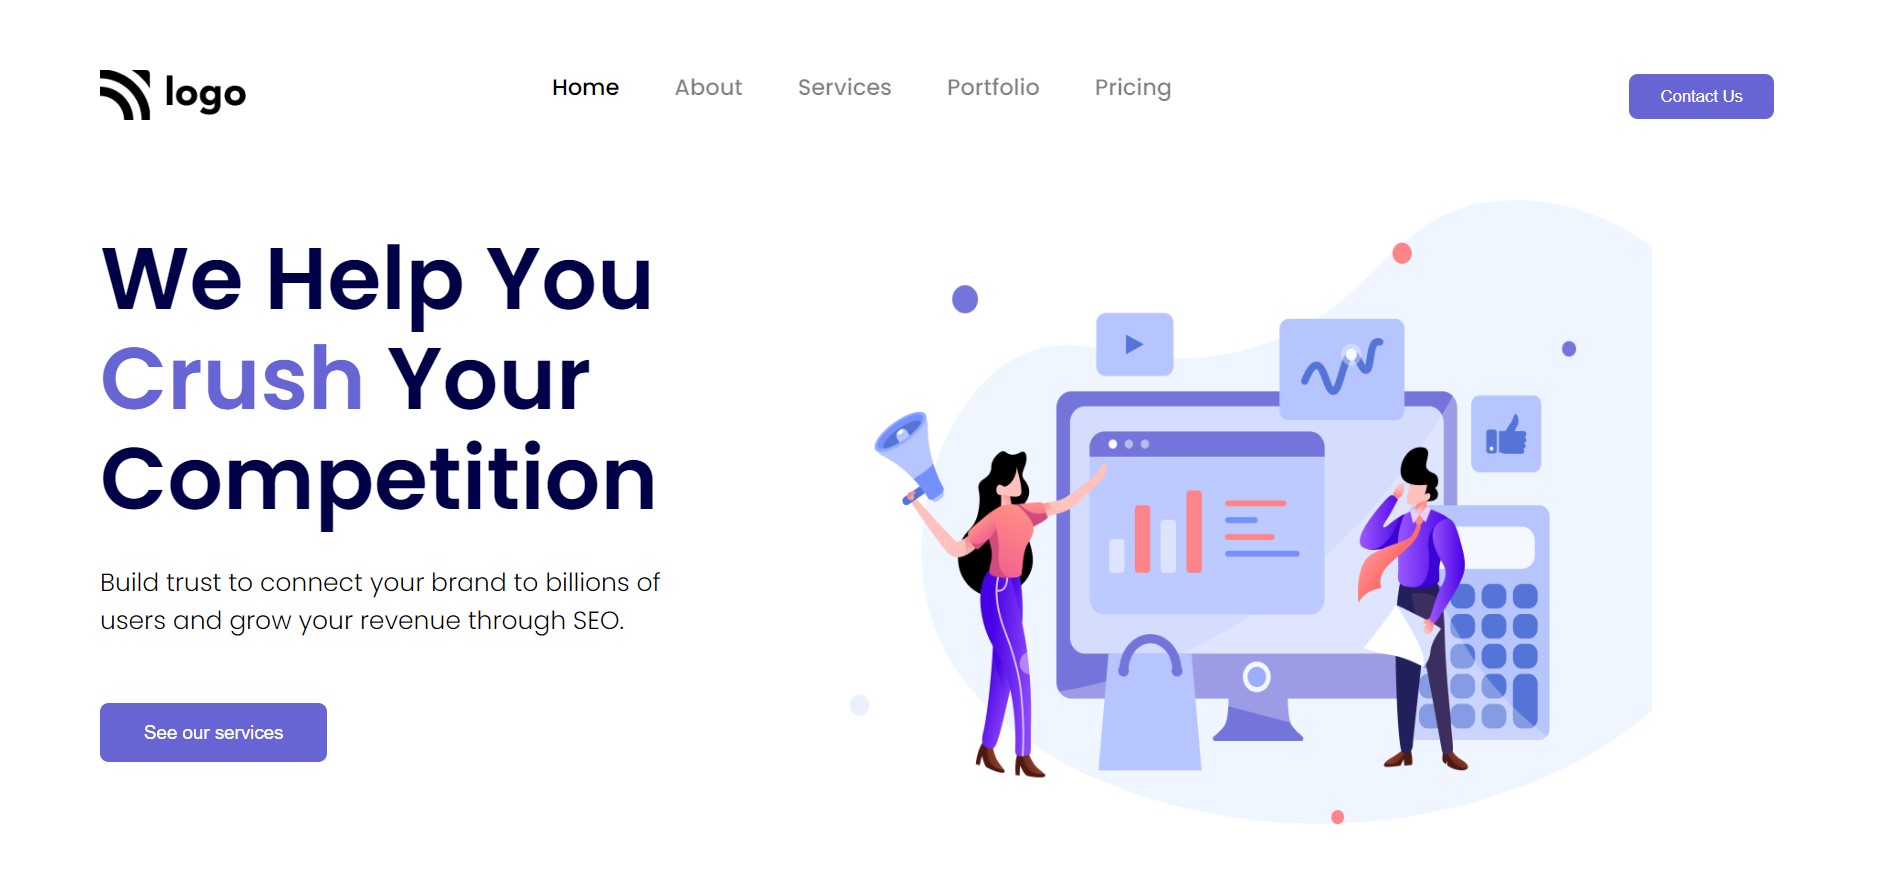 logo
Home About Services Portfolio Pricing
Contact Us
We Help You
Crush Your
Competition
Build trust to connect your brand to billions of
users and grow your revenue through SEO.
See our services